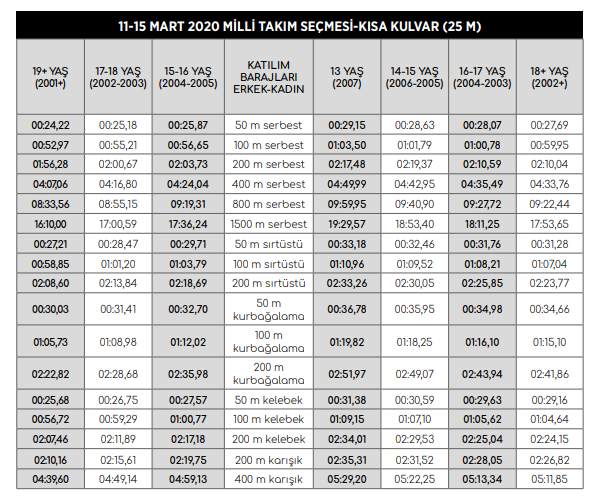 11-15 MART 2020 MİLLİ TAKIM SEÇMESİ-KISA KULVAR (25 M)
19+ YAŞ (2001+) 17-18 YAŞ (2002-2003) 15-16 YAŞ (2004-2005) KATILIM BARAJLARI ERKEK-KADIN 13 YAŞ (2007) 14-15 YAŞ (2006-2005) 16-17 YAŞ (2004-2003) 18+ YAŞ (2002+)
00:24,22 00:25,18 00:25,87 50 m serbest 00:29,15 00:28,63 00:28,07 00:27,69
00:52,97 00:55,21 00:56,65 100 m serbest 01:03,50 01:01,79 01:00,78 00:59,95
01:56,28 02:00,67 02:03,73 200 m serbest 02:17,48 02:19,37 02:10,59 02:10,04
04:07,06 04:16,80 04:24,04 400 m serbest 04:49,99 04:42,95 04:35,49 04:33,76
08:33,56 08:55,15 09:19,31 800 m serbest 09:59,95 09:40,90 09:27,72 09:22,44
16:10,00 17:00,59 17:36,24 1500 m serbest 19:29,57 18:53,40 18:11,25 17:53,65
00:27,21 00:28,47 00:29,71 50 m sırtüstü 00:33,18 00:32,46 00:31,76 00:31,28
00:58,85 01:01,20 01:03,79 100 m sırtüstü 01:10,96 01:09,52 01:08,21 01:07,04
02:08,60 02:13,84 02:18,69 200 m sırtüstü 02:33,26 02:30,05 02:25,85 02:23,77
00:30,03 00:31,41 00:32,70 50 m kurbağalama 00:36,78 00:35,95 00:34,98 00:34,66
01:05,73 01:08,98 01:12,02 100 m kurbağalama 01:19,82 01:18,25 01:16,10 01:15,10
02:22,82 02:28,68 02:35,98 200 m kurbağalama 02:51,97 02:49,07 02:43,94 02:41,86
00:25,68 00:26,75 00:27,57 50 m kelebek 00:31,38 00:30,59 00:29,63 00:29,16
00:56,72 00:59,29 01:00,77 100 m kelebek 01:09,15 01:07,10 01:05,62 01:04,64
02:07,46 02:11,89 02:17,18 200 m kelebek 02:34,01 02:29,53 02:25,04 02:24,15
02:10,16 02:15,61 02:19,75 200 m karışık 02:35,31 02:31,52 02:28,05 02:26,82
04:39,60 04:49,14 04:59,13 400 m karışık 05:29,20 05:22,25 05:13,34 05:11,85